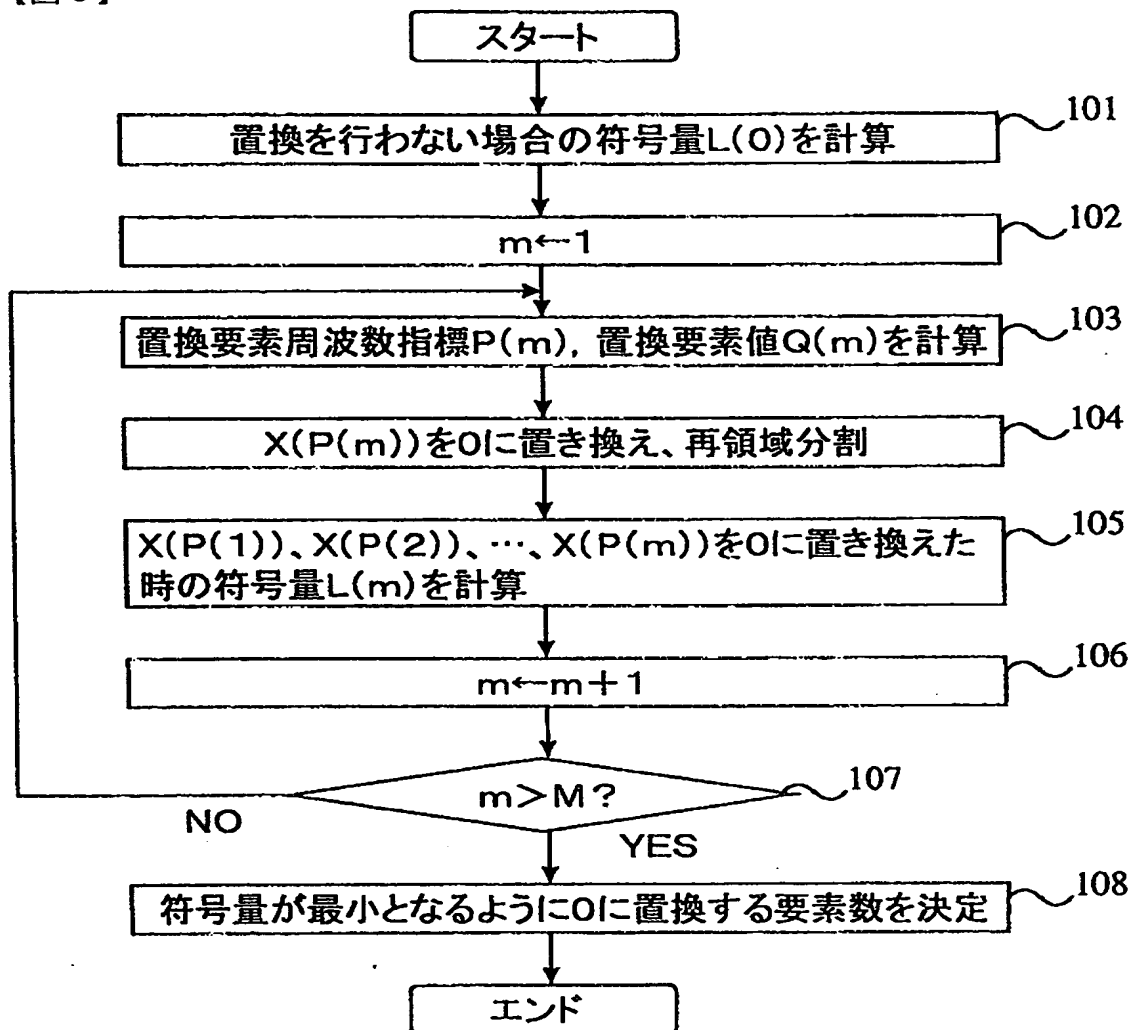 スタート
置換を行わない場合の符号量L(0)を計算
101
m←1
102
置換要素周波数指標P(m), 置換要素値Q(m)を計算
103
X(P(m))を0に置き換え、再領域分割
104
X(P(1))、X(P(2))、…、X(P(m))を0に置き換えた
時の符号量L(m)を計算
105
m←m+1
106
m>M?
107
NO
YES
符号量が最小となるように0に置換する要素数を決定
108
エンド